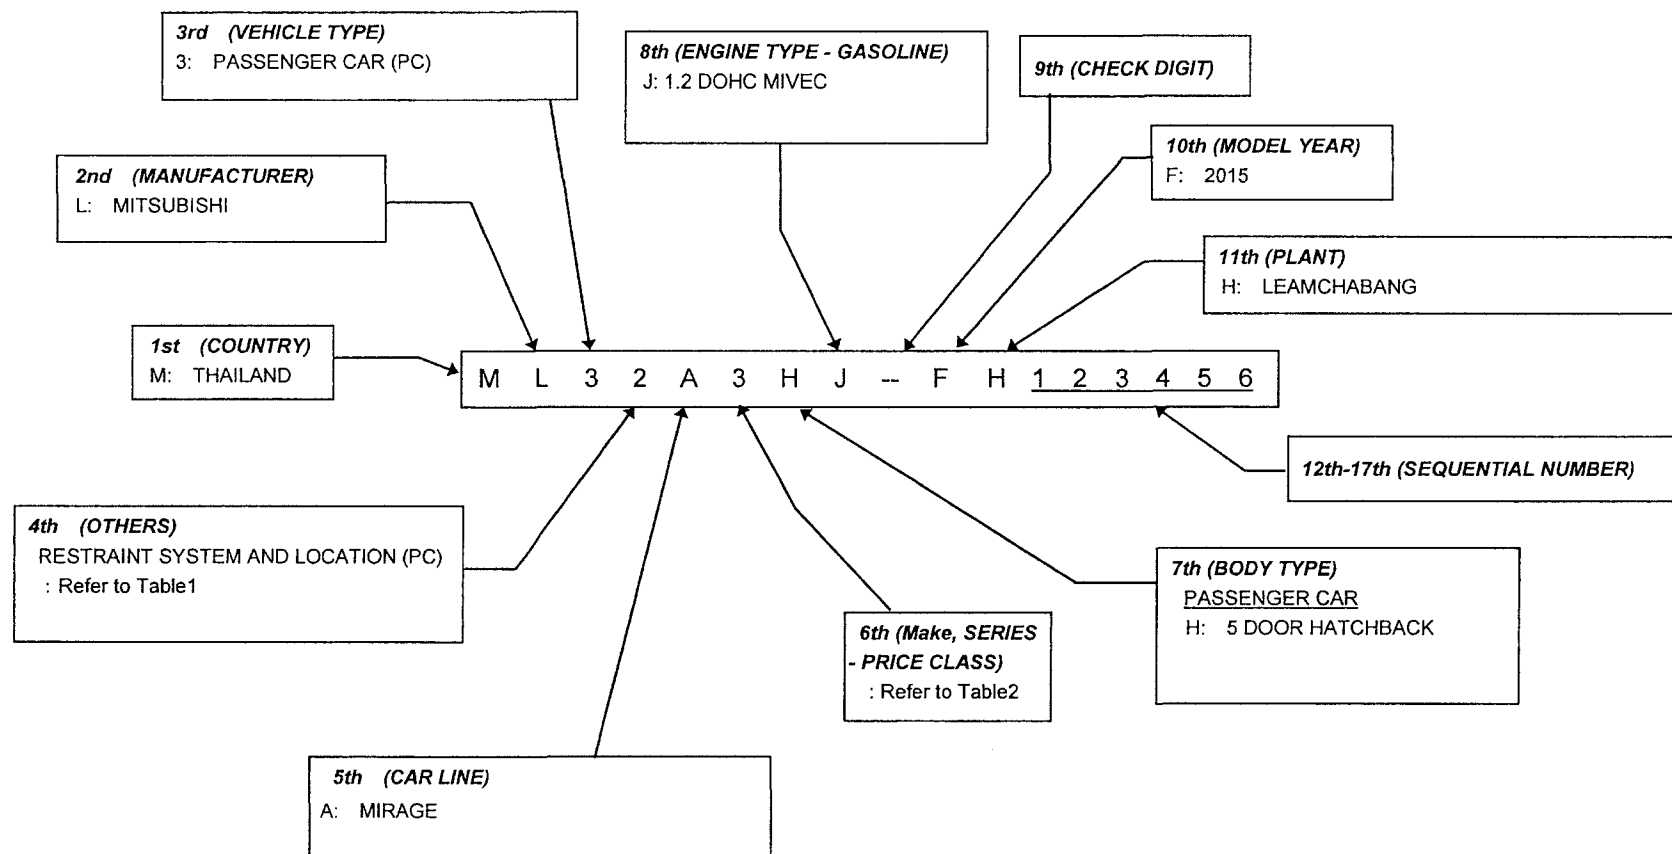 3rd (VEHICLE TYPE)
3: PASSENGER CAR (PC)
8th (ENGINE TYPE - GASOLINE)
J: 1.2 DOHC MIVEC
9th (CHECK DIGIT)
10th (MODEL YEAR)
F: 2015
2nd (MANUFACTURER)
L: MITSUBISHI
11th (PLANT)
H: LEAMCHABANG
1st (COUNTRY)
M: THAILAND
M L 3 2 A 3 H J -- F H 1 2 3 4 5 6
12th-17th (SEQUENTIAL NUMBER)
4th (OTHERS)
RESTRAINT SYSTEM AND LOCATION (PC)
: Refer to Table1
7th (BODY TYPE)
PASSENGER CAR
H: 5 DOOR HATCHBACK
6th (Make, SERIES
- PRICE CLASS)
: Refer to Table2
5th (CAR LINE)
A: MIRAGE